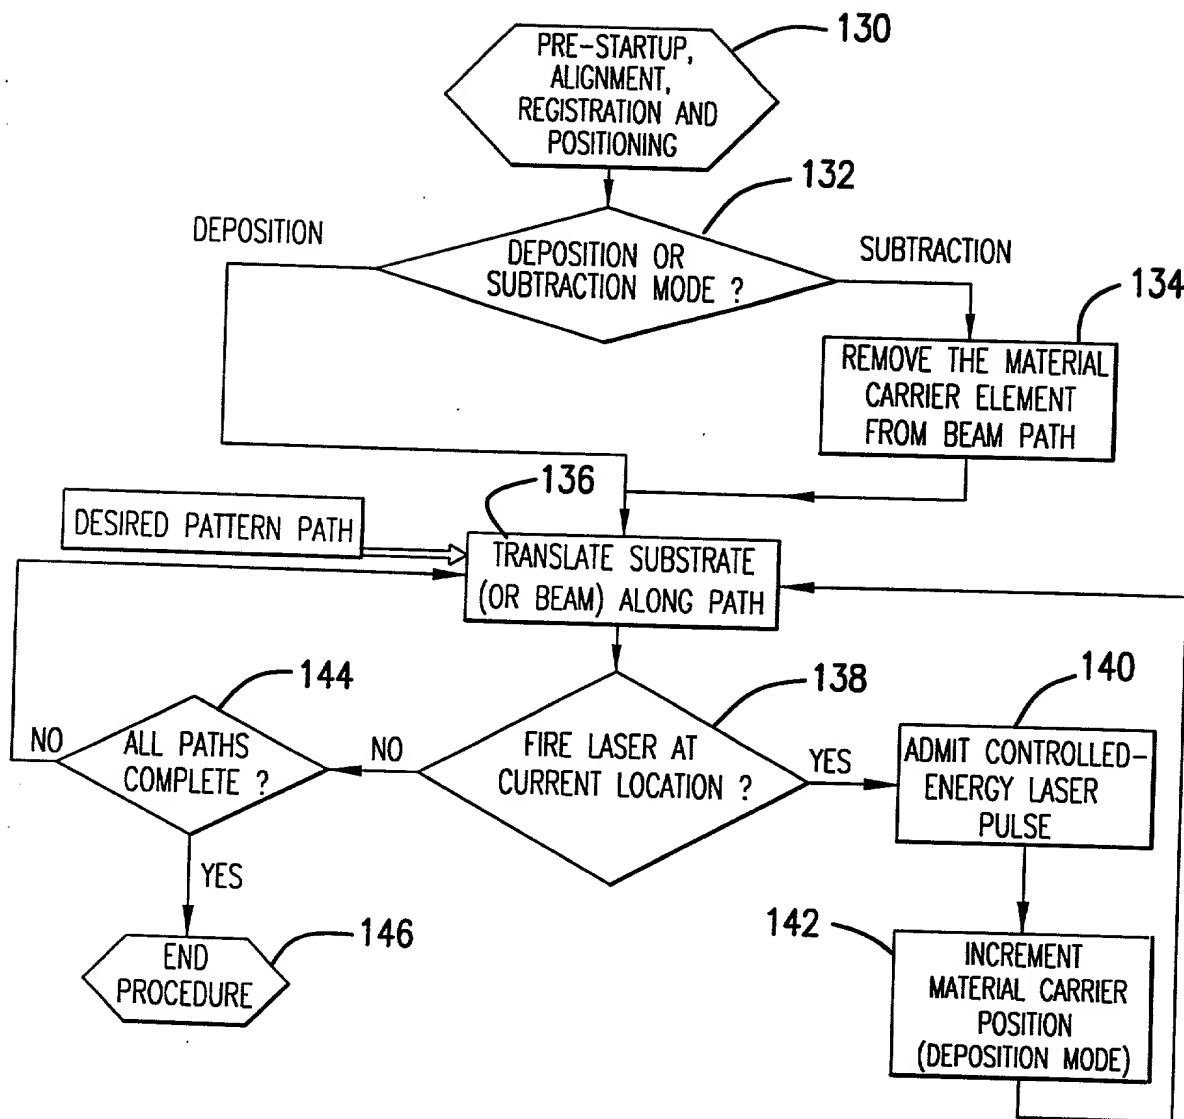 130
PRE-STARTUP,
ALIGNMENT,
REGISTRATION AND
POSITIONING
132
DEPOSITION
DEPOSITION OR
SUBTRACTION MODE ?
SUBTRACTION
134
REMOVE THE MATERIAL
CARRIER ELEMENT
FROM BEAM PATH
136
DESIRED PATTERN PATH
TRANSLATE SUBSTRATE
(OR BEAM) ALONG PATH
144
138
140
NO
ALL PATHS
COMPLETE ?
NO
FIRE LASER AT
CURRENT LOCATION ?
YES
ADMIT CONTROLLED-
ENERGY LASER
PULSE
YES
142
146
END
PROCEDURE
INCREMENT
MATERIAL CARRIER
POSITION
(DEPOSITION MODE)